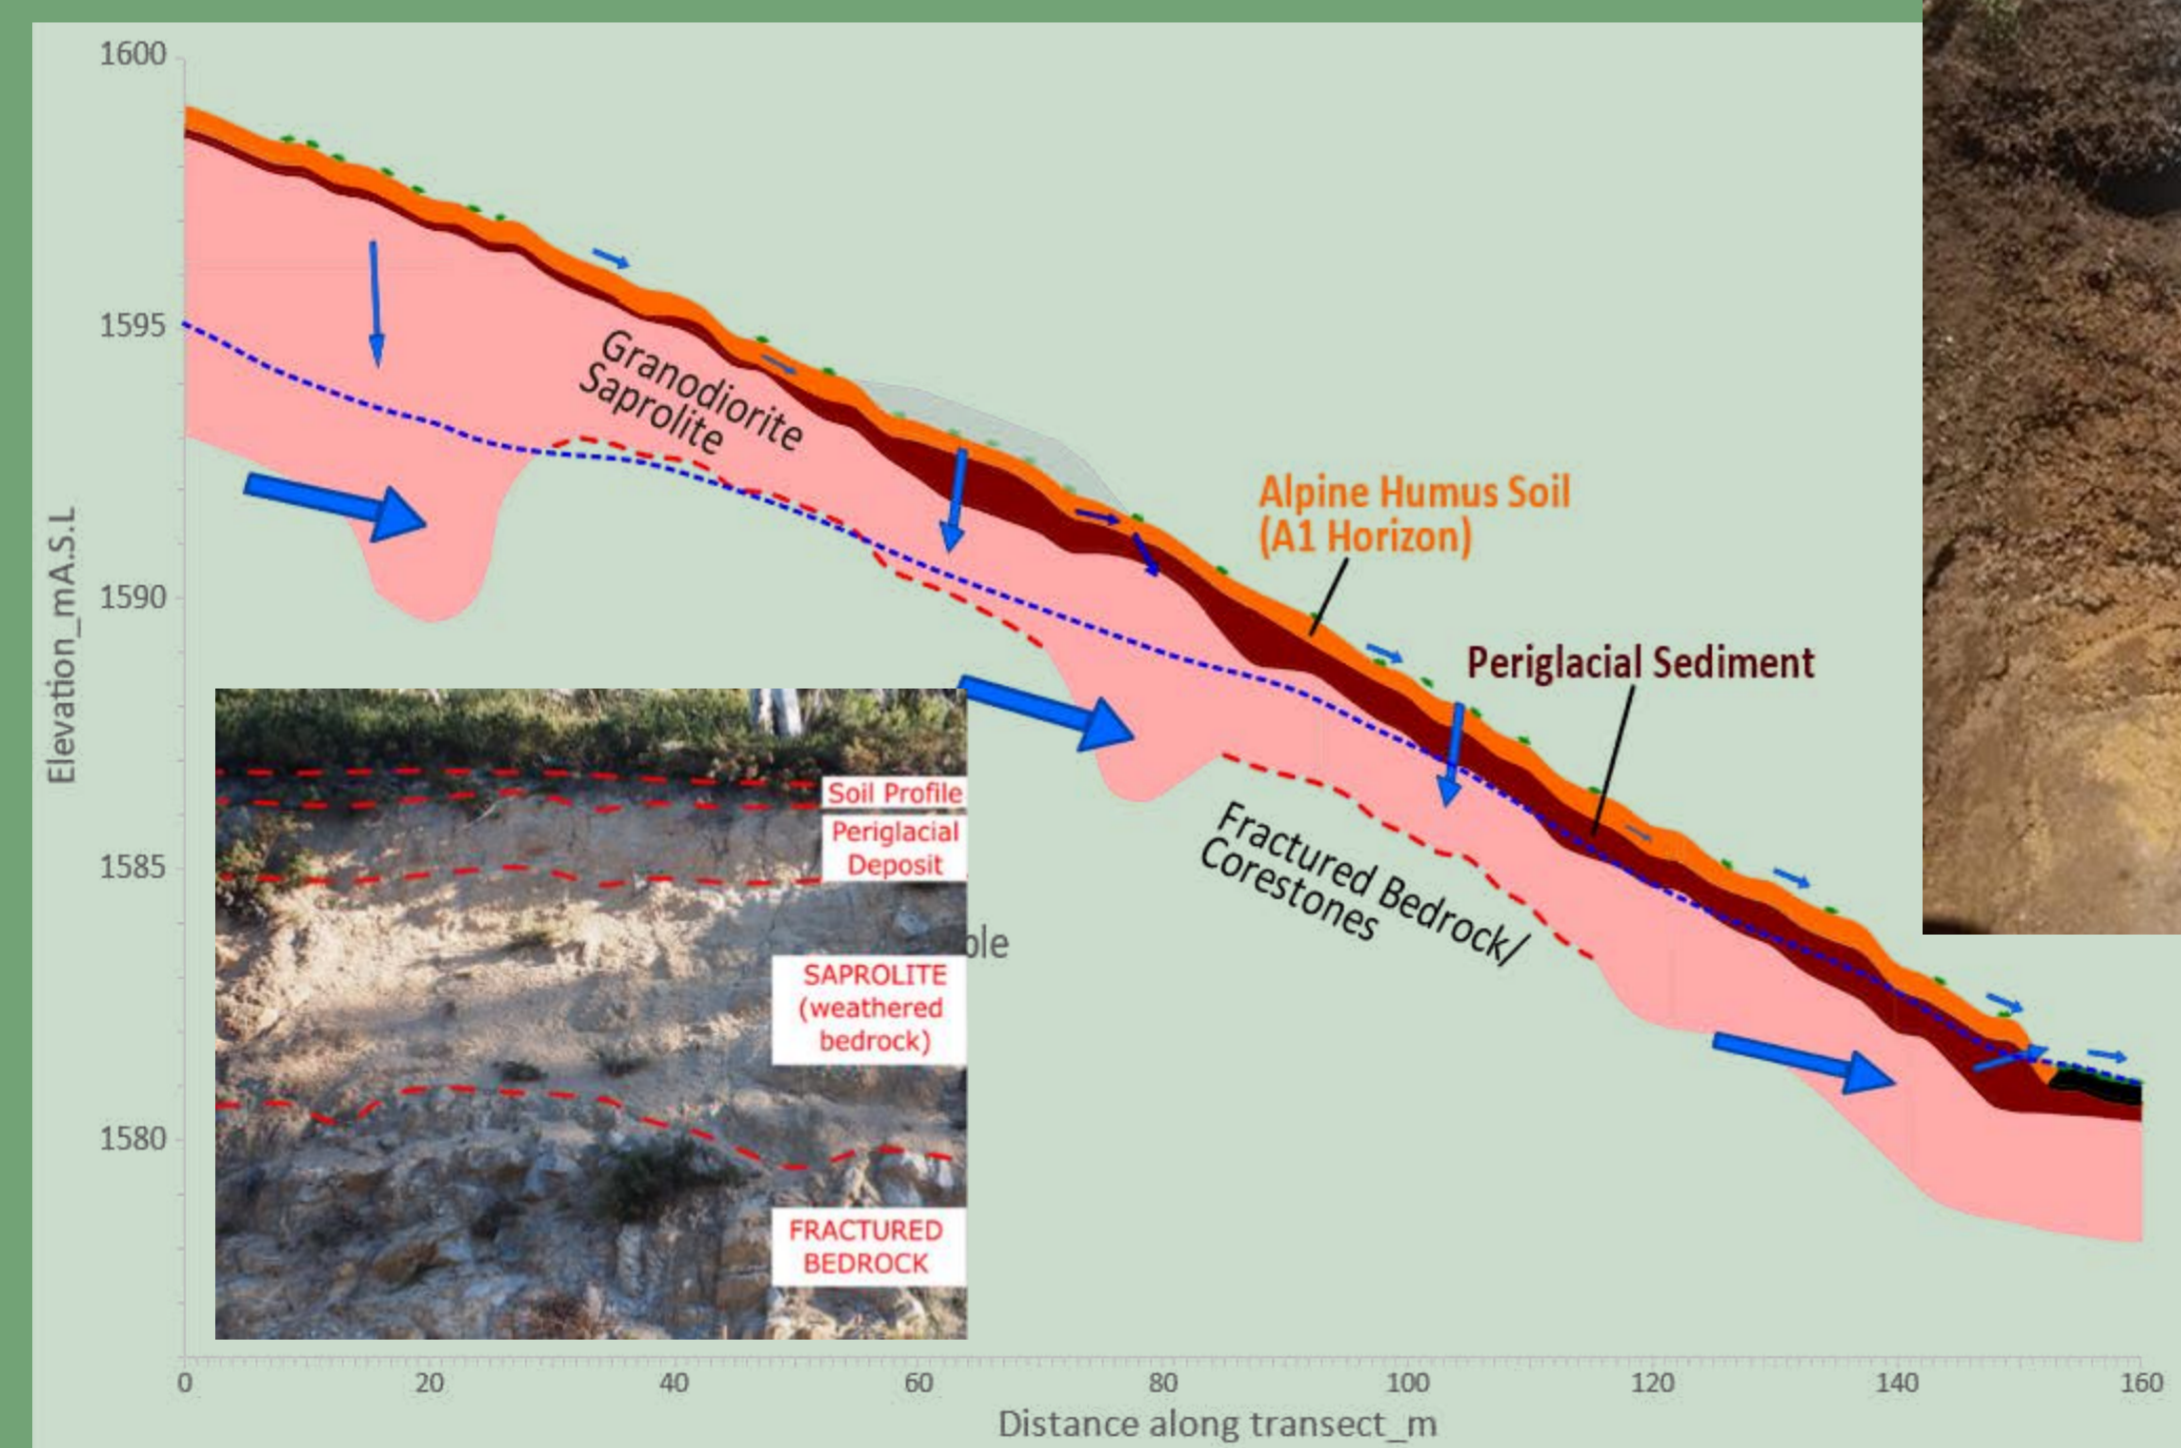 1600
1595
1590
1585
1580
Elevation_mA.S.L
Granodiorite
Saprolite
Alpine Humus Soil
(A1 Horizon)
Periglacial Sediment
Fractured Bedrock/
Corestones
Soil Profile
Periglacial
Deposit
SAPROLITE
(weathered
bedrock)
FRACTURED
BEDROCK
0 20 40 60 80 100 120 140 160
Distance along transect_m